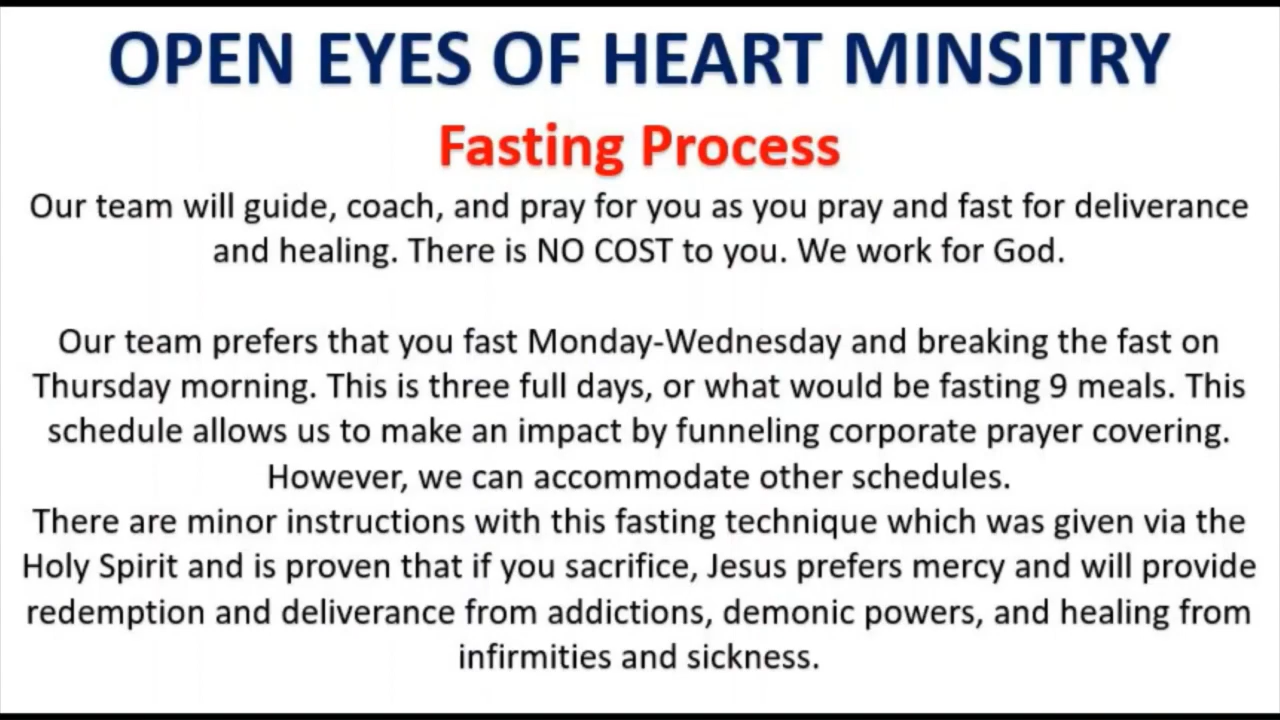 OPEN EYES OF HEART MINSITRY
Fasting Process
Our team will guide, coach, and pray for you as you pray and fast for deliverance
and healing. There is NO COST to you. We work for God.
Our team prefers that you fast Monday-Wednesday and breaking the fast on
Thursday morning. This is three full days, or what would be fasting 9 meals. This
schedule allows us to make an impact by funneling corporate prayer covering.
However, we can accommodate other schedules.
There are minor instructions with this fasting technique which was given via the
Holy Spirit and is proven that if you sacrifice, Jesus prefers mercy and will provide
redemption and deliverance from addictions, demonic powers, and healing from
infirmities and sickness.